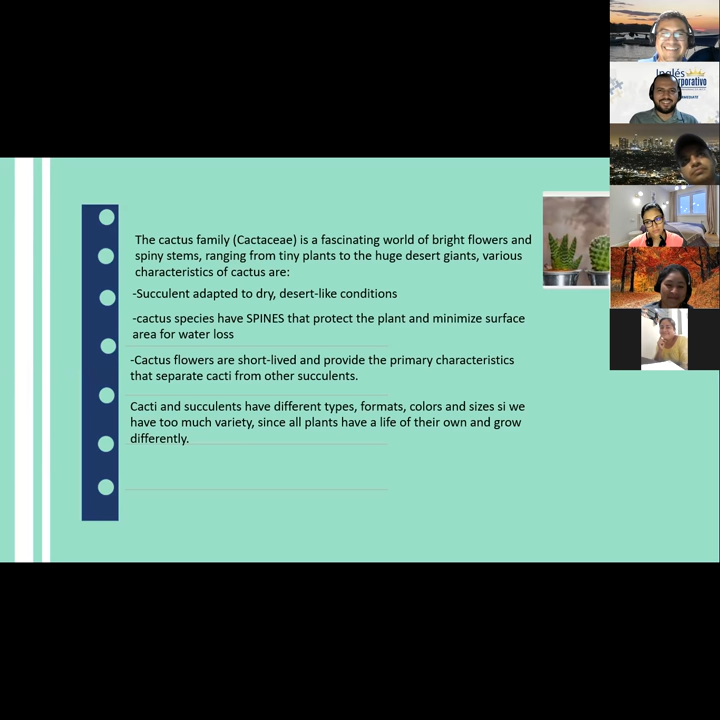 The cactus family (Cactaceae) is a fascinating world of bright flowers and
spiny stems, ranging from tiny plants to the huge desert giants, various
characteristics of cactus are:
-Succulent adapted to dry, desert-like conditions
-cactus species have SPINES that protect the plant and minimize surface
area for water loss
-Cactus flowers are short-lived and provide the primary characteristics
that separate cacti from other succulents.
Cacti and succulents have different types, formats, colors and sizes si we
have too much variety, since all plants have a life of their own and grow
differently.
Inglés